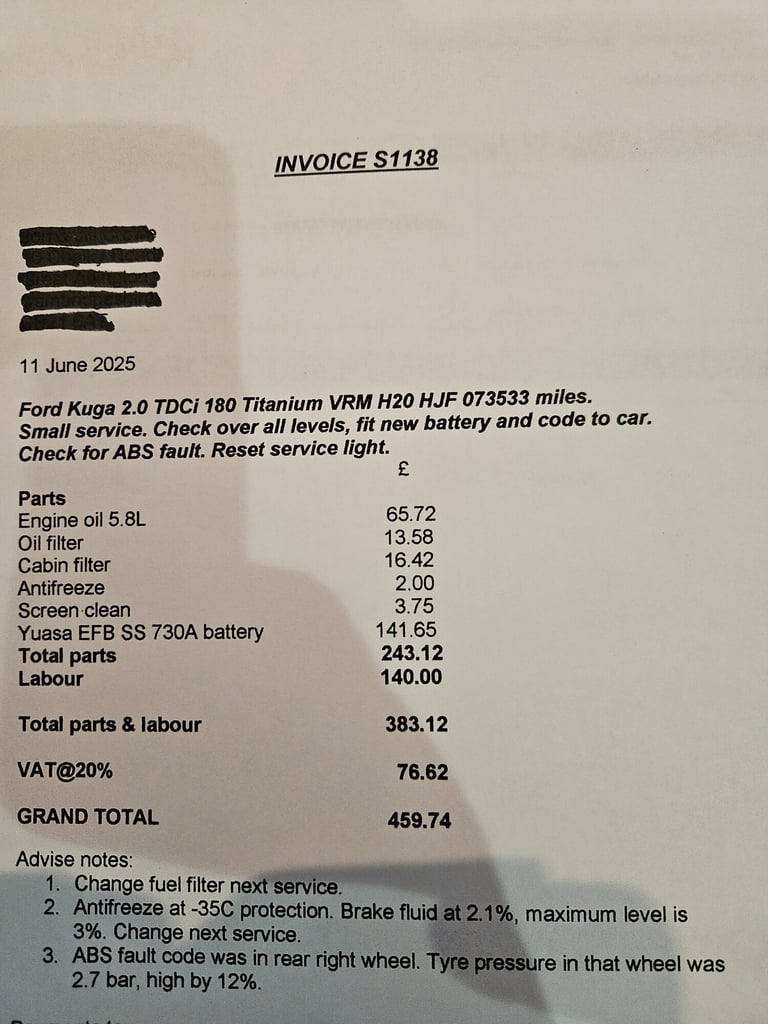 INVOICE S1138
11 June 2025
Ford Kuga 2.0 TDCi 180 Titanium VRM H20 HJF 073533 miles.
Small service. Check over all levels, fit new battery and code to car.
Check for ABS fault. Reset service light.
£
Parts
Engine oil 5.8L 65.72
Oil filter 13.58
Cabin filter 16.42
Antifreeze 2.00
Screen clean 3.75
Yuasa EFB SS 730A battery 141.65
Total parts 243.12
Labour 140.00
Total parts & labour 383.12
VAT@20% 76.62
GRAND TOTAL 459.74
Advise notes:
1. Change fuel filter next service.
2. Antifreeze at -35C protection. Brake fluid at 2.1%, maximum level is
3%. Change next service.
3. ABS fault code was in rear right wheel. Tyre pressure in that wheel was
2.7 bar, high by 12%.